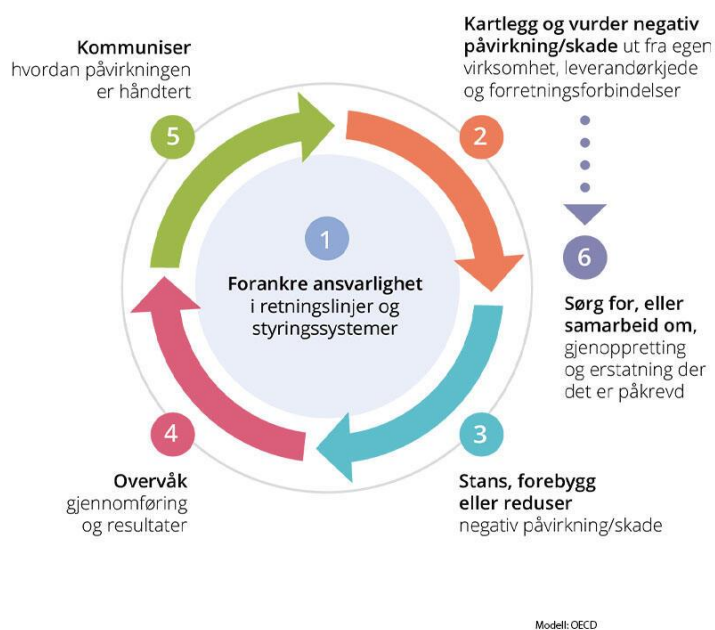 1
Forankre ansvarlighet
i retningslinjer og
styringssystemer
2
Kartlegg og vurder negativ
påvirkning/skade ut fra egen
virksomhet, leverandørkjede
og forretningsforbindelser
3
Stans, forebygg
eller reduser
negativ påvirkning/skade
4
Overvåk
gjennomføring
og resultater
5
Kommuniser
hvordan påvirkningen
er håndtert
6
Sørg for, eller
samarbeid om,
gjenoppretting
og erstatning der
det er påkrevd
Modell: OECD